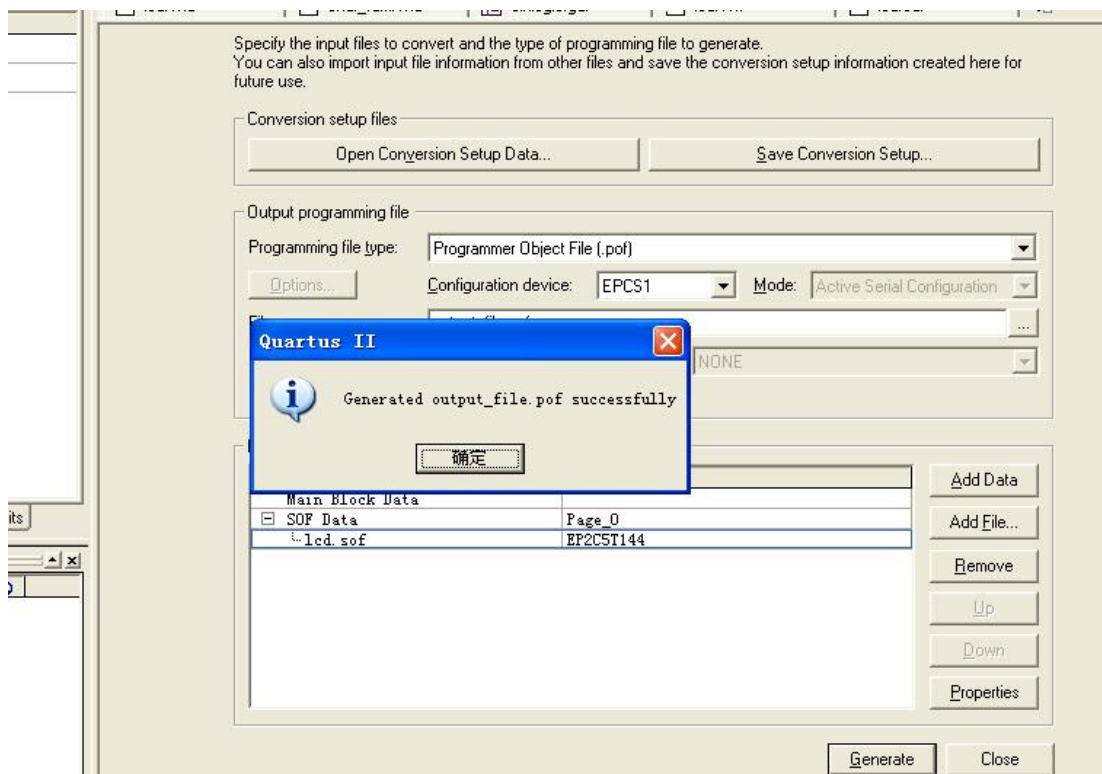 Specify the input files to convert and the type of programming file to generate.
You can also import input file information from other files and save the conversion setup information created here for
future use.
Conversion setup files
Open Conversion Setup Data...
Save Conversion Setup...
Output programming file
Programming file type:
Programmer Object File (.pof)
Options...
Configuration device:
EPCS1
Mode:
Active Serial Configuration
...
Quartus II
NONE
Generated output_file.pof successfully
确定
Main Block Data
Add Data
its
SOF Data
Page_0
Add File...
lcd.sof
EP2C5T144
Remove
Up
Down
Properties
Generate
Close